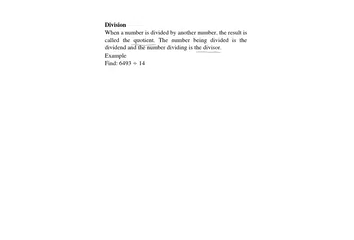 Division
When a number is divided by another number, the result is
called the quotient. The number being divided is the
dividend and the number dividing is the divisor.
Example
Find: 6493 ÷ 14